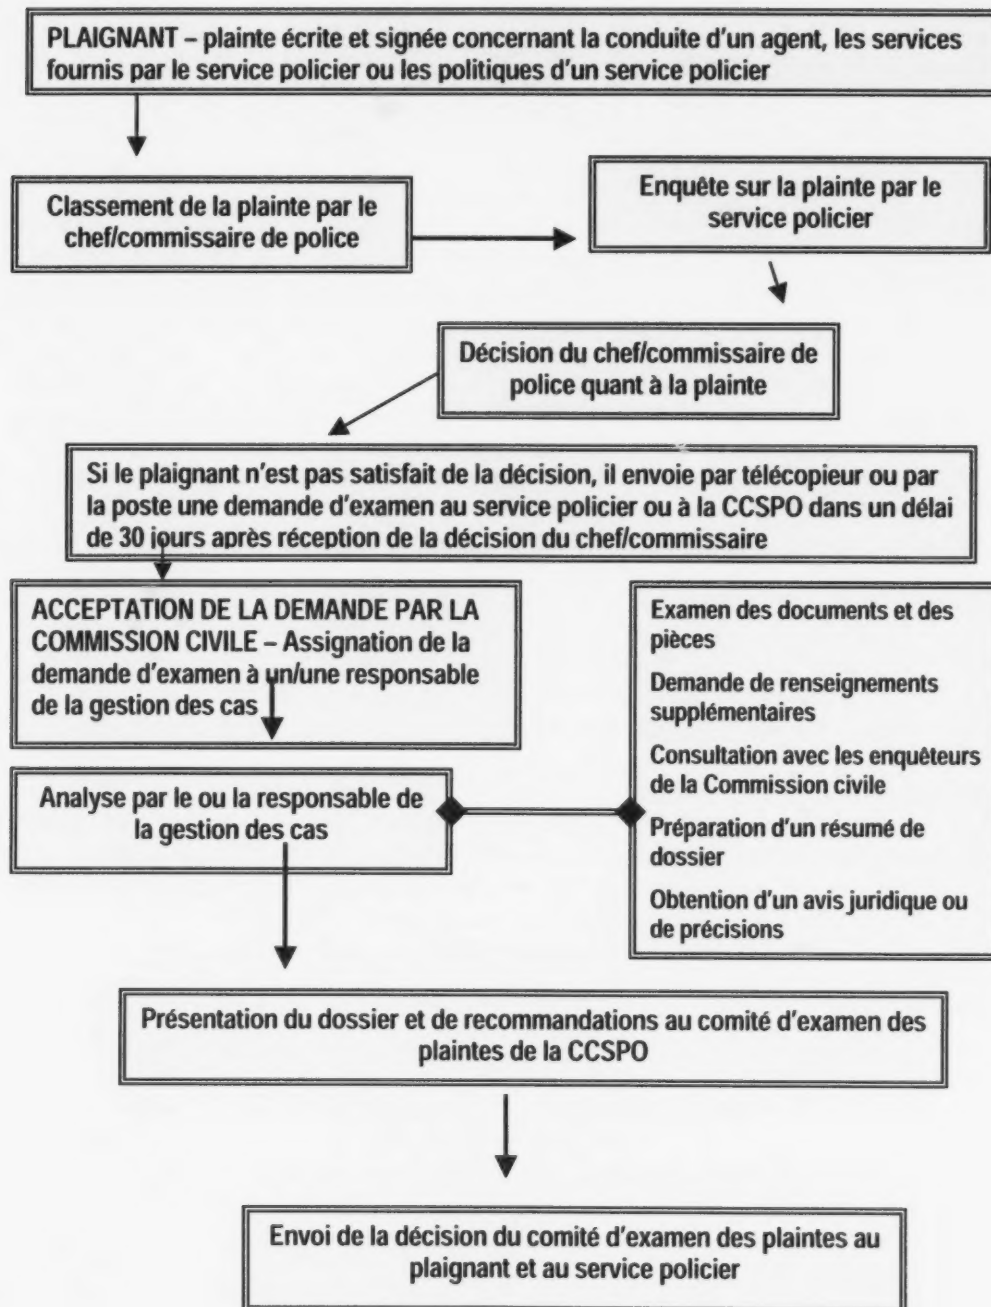 PLAIGNANT – plainte écrite et signée concernant la conduite d'un agent, les services
fournis par le service policier ou les politiques d'un service policier
Classement de la plainte par le
chef/commissaire de police
Enquête sur la plainte par le
service policier
Décision du chef/commissaire de
police quant à la plainte
Si le plaignant n'est pas satisfait de la décision, il envoie par télécopieur ou par
la poste une demande d'examen au service policier ou à la CCSPO dans un délai
de 30 jours après réception de la décision du chef/commissaire
ACCEPTATION DE LA DEMANDE PAR LA
COMMISSION CIVILE – Assignation de la
demande d'examen à un/une responsable
de la gestion des cas
Examen des documents et des
pièces
Demande de renseignements
supplémentaires
Consultation avec les enquêteurs
de la Commission civile
Préparation d'un résumé de
dossier
Obtention d'un avis juridique ou
de précisions
Analyse par le ou la responsable de
la gestion des cas
Présentation du dossier et de recommandations au comité d'examen des
plaintes de la CCSPO
Envoi de la décision du comité d'examen des plaintes au
plaignant et au service policier